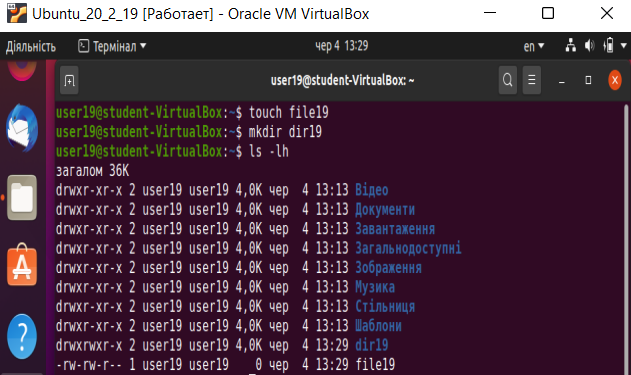 Ubuntu_20_2_19 [Работает] - Oracle VM VirtualBox
Діяльність Термінал чер 4 13:29 en
user19@student-VirtualBox: ~
user19@student-VirtualBox:~$ touch file19
user19@student-VirtualBox:~$ mkdir dir19
user19@student-VirtualBox:~$ ls -lh
загалом 36K
drwxr-xr-x 2 user19 user19 4,0K чер 4 13:13 Відео
drwxr-xr-x 2 user19 user19 4,0K чер 4 13:13 Документи
drwxr-xr-x 2 user19 user19 4,0K чер 4 13:13 Завантаження
drwxr-xr-x 2 user19 user19 4,0K чер 4 13:13 Загальнодоступні
drwxr-xr-x 2 user19 user19 4,0K чер 4 13:13 Зображення
drwxr-xr-x 2 user19 user19 4,0K чер 4 13:13 Музика
drwxr-xr-x 2 user19 user19 4,0K чер 4 13:13 Стільниця
drwxr-xr-x 2 user19 user19 4,0K чер 4 13:13 Шаблони
drwxrwxr-x 2 user19 user19 4,0K чер 4 13:29 dir19
-rw-rw-r-- 1 user19 user19 0 чер 4 13:29 file19